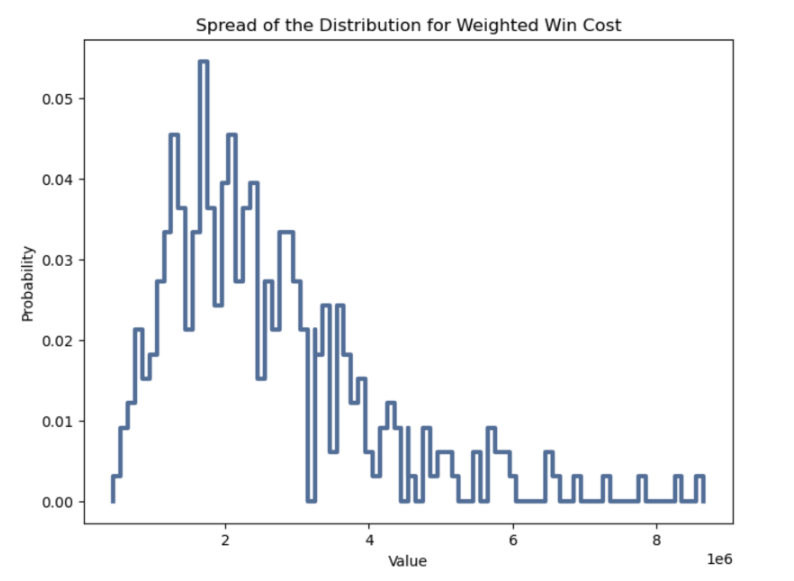 Spread of the Distribution for Weighted Win Cost
0.05
0.04
0.03
0.02
0.01
0.00
Probability
2 4 6 8
1e6
Value